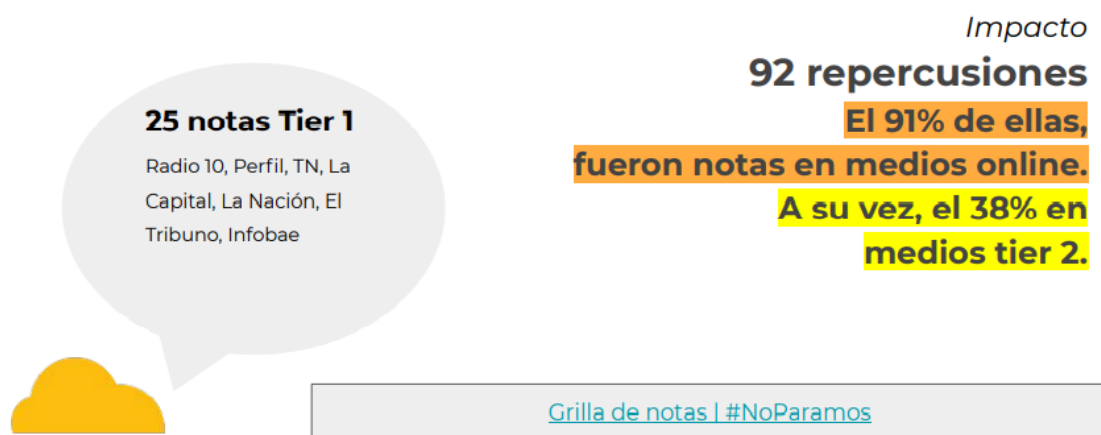 Impacto
92 repercusiones
El 91% de ellas,
fueron notas en medios online.
A su vez, el 38% en
medios tier 2.
25 notas Tier 1
Radio 10, Perfil, TN, La
Capital, La Nación, El
Tribuno, Infobae
Grilla de notas | #NoParamos